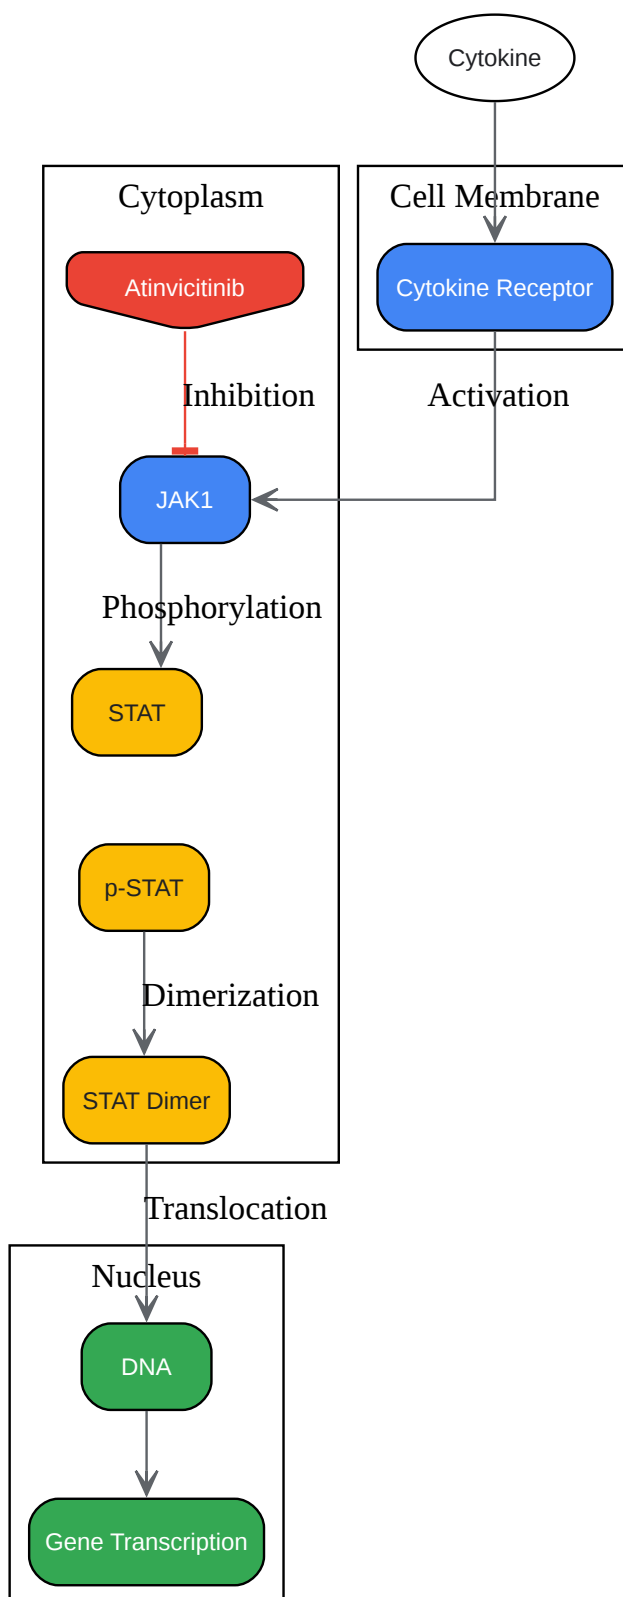 Cytokine
Cytoplasm
Cell Membrane
Atinvicitinib
Cytokine Receptor
Inhibition
Activation
JAK1
Phosphorylation
STAT
p-STAT
Dimerization
STAT Dimer
Translocation
Nucleus
DNA
Gene Transcription